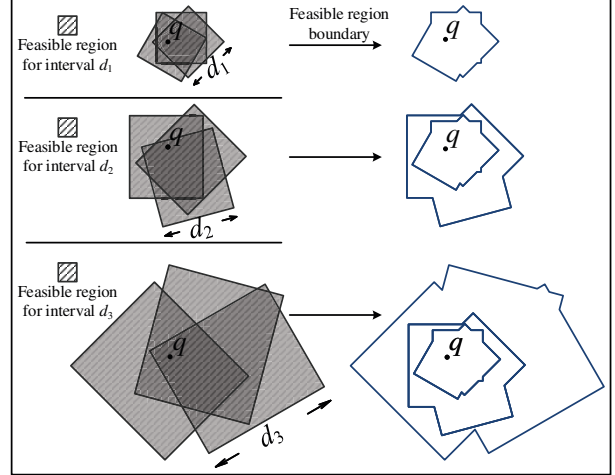 Feasible region
for interval d₁
q
d₁
Feasible region
boundary
q
Feasible region
for interval d₂
q
d₂
q
Feasible region
for interval d₃
q
d₃
q